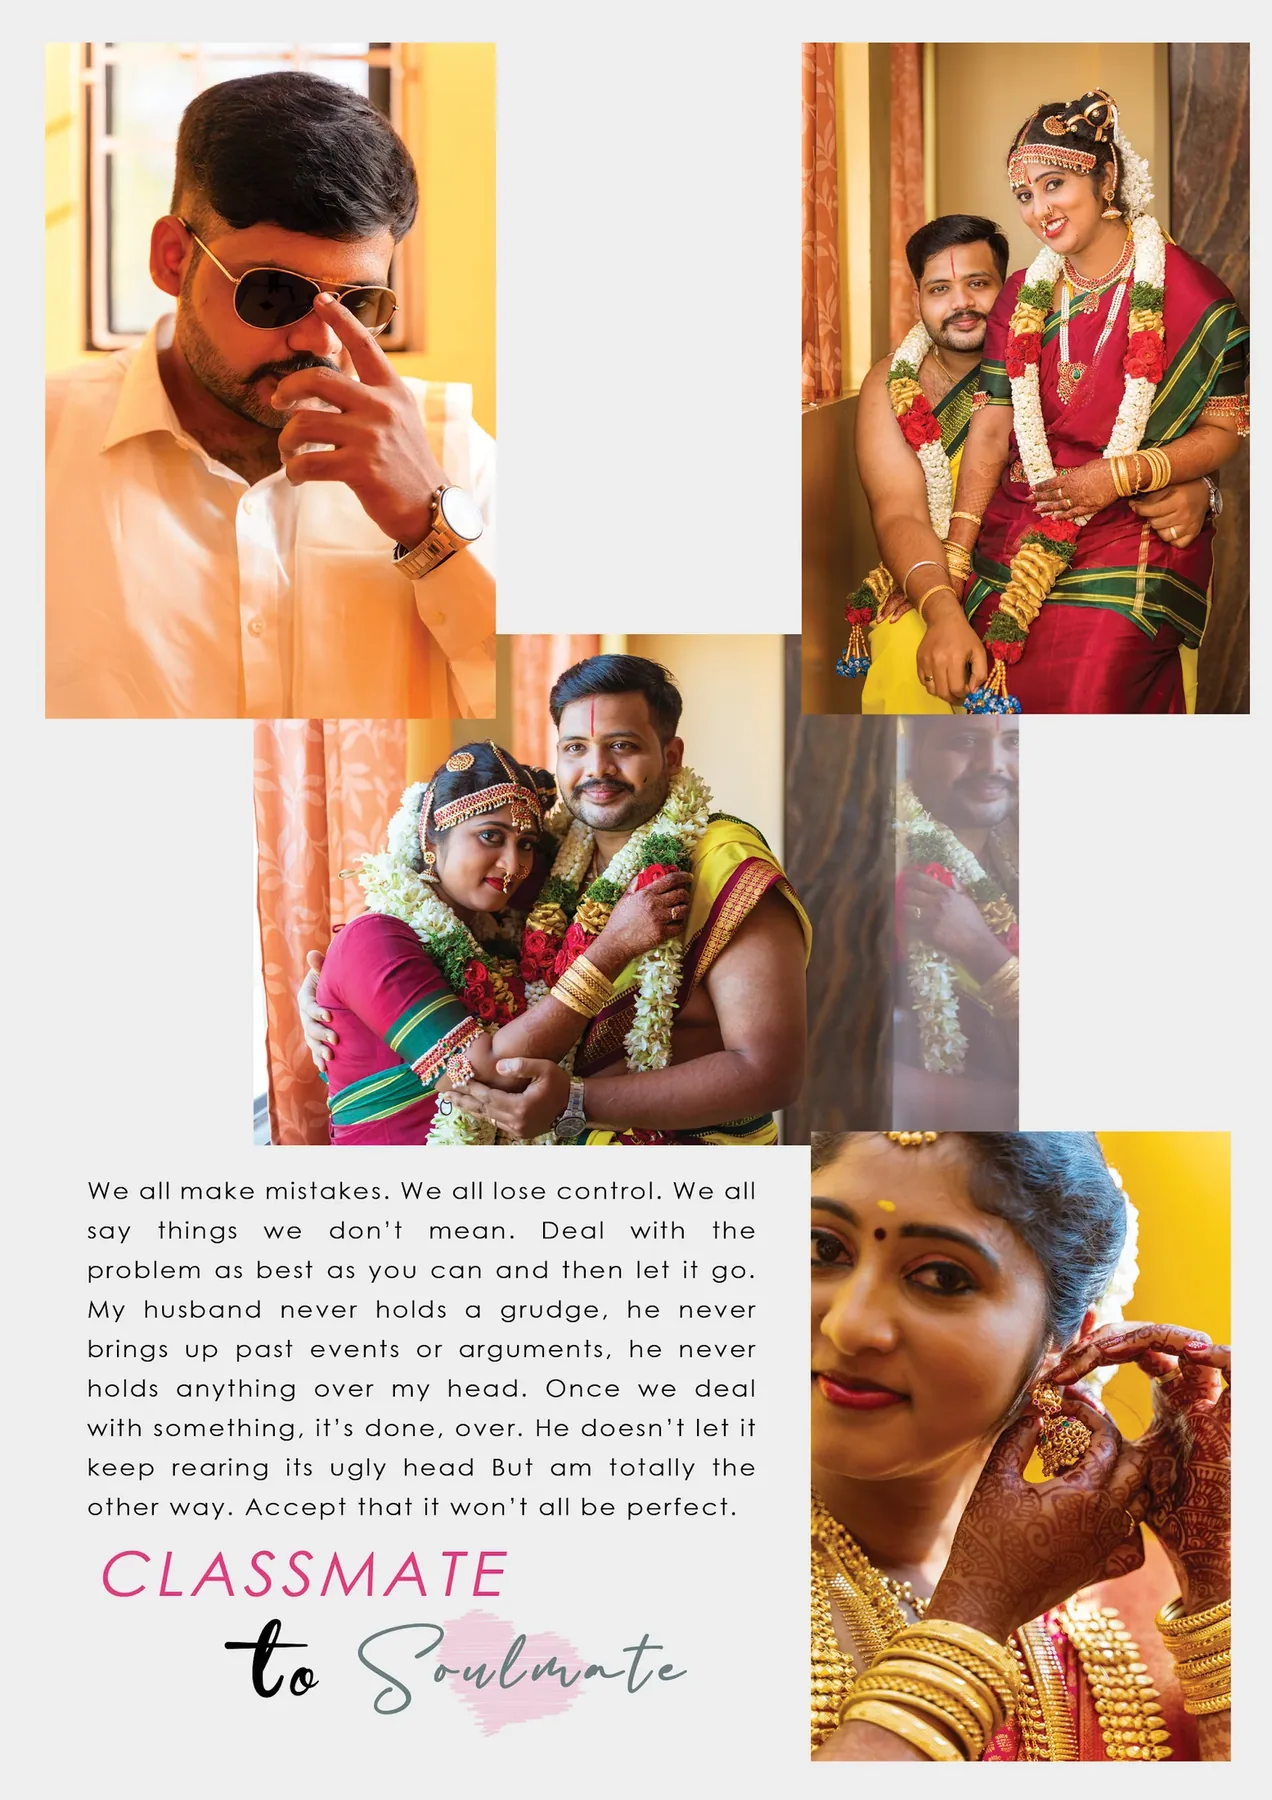 We all make mistakes. We all lose control. We all
say things we don't mean. Deal with the
problem as best as you can and then let it go.
My husband never holds a grudge, he never
brings up past events or arguments, he never
holds anything over my head. Once we deal
with something, it's done, over. He doesn't let it
keep rearing its ugly head But am totally the
other way. Accept that it won't all be perfect.
CLASSMATE
to Soulmate